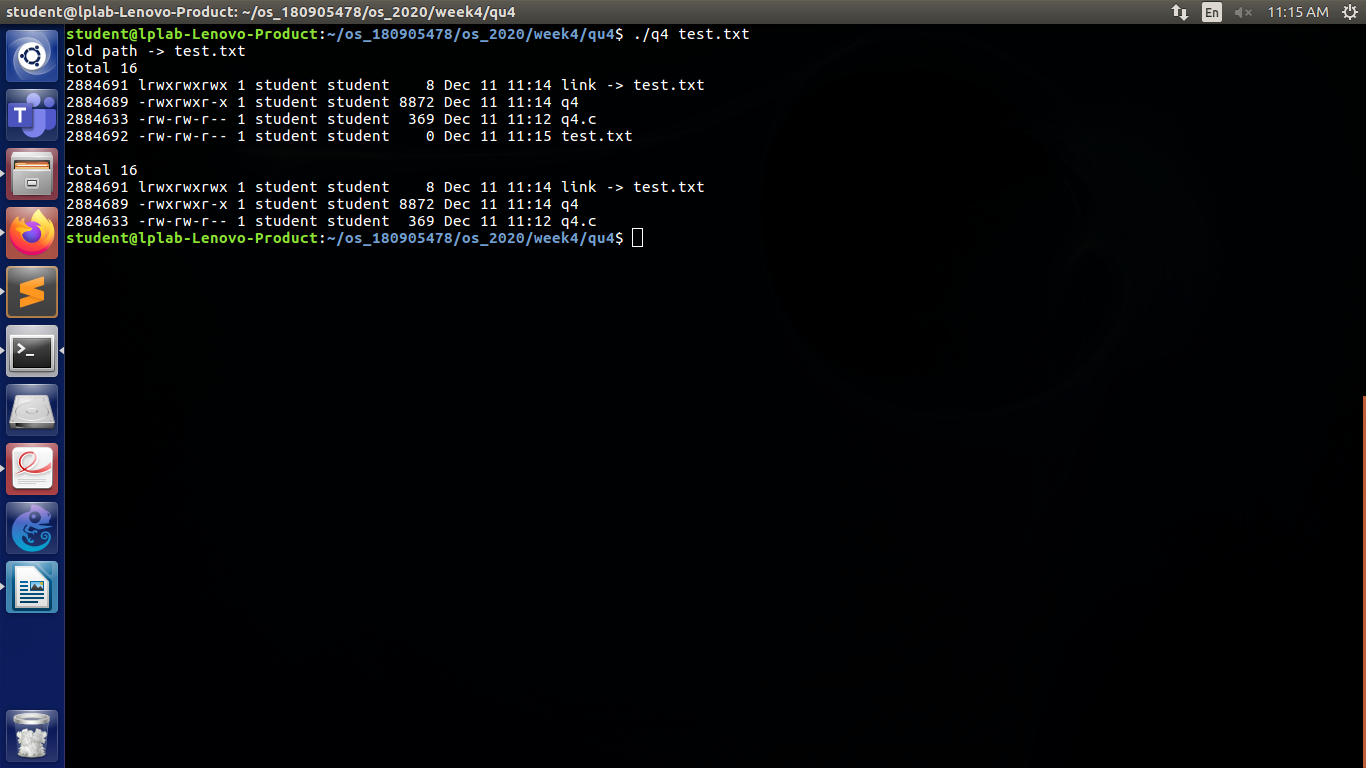 student@lplab-Lenovo-Product: ~/os_180905478/os_2020/week4/qu4
En
11:15 AM
student@lplab-Lenovo-Product:~/os_180905478/os_2020/week4/qu4$ ./q4 test.txt
old path -> test.txt
total 16
2884691 lrwxrwxrwx 1 student student    8 Dec 11 11:14 link -> test.txt
2884689 -rwxrwxr-x 1 student student 8872 Dec 11 11:14 q4
2884633 -rw-rw-r-- 1 student student  369 Dec 11 11:12 q4.c
2884692 -rw-rw-r-- 1 student student    0 Dec 11 11:15 test.txt
total 16
2884691 lrwxrwxrwx 1 student student    8 Dec 11 11:14 link -> test.txt
2884689 -rwxrwxr-x 1 student student 8872 Dec 11 11:14 q4
2884633 -rw-rw-r-- 1 student student  369 Dec 11 11:12 q4.c
student@lplab-Lenovo-Product:~/os_180905478/os_2020/week4/qu4$
T
>_